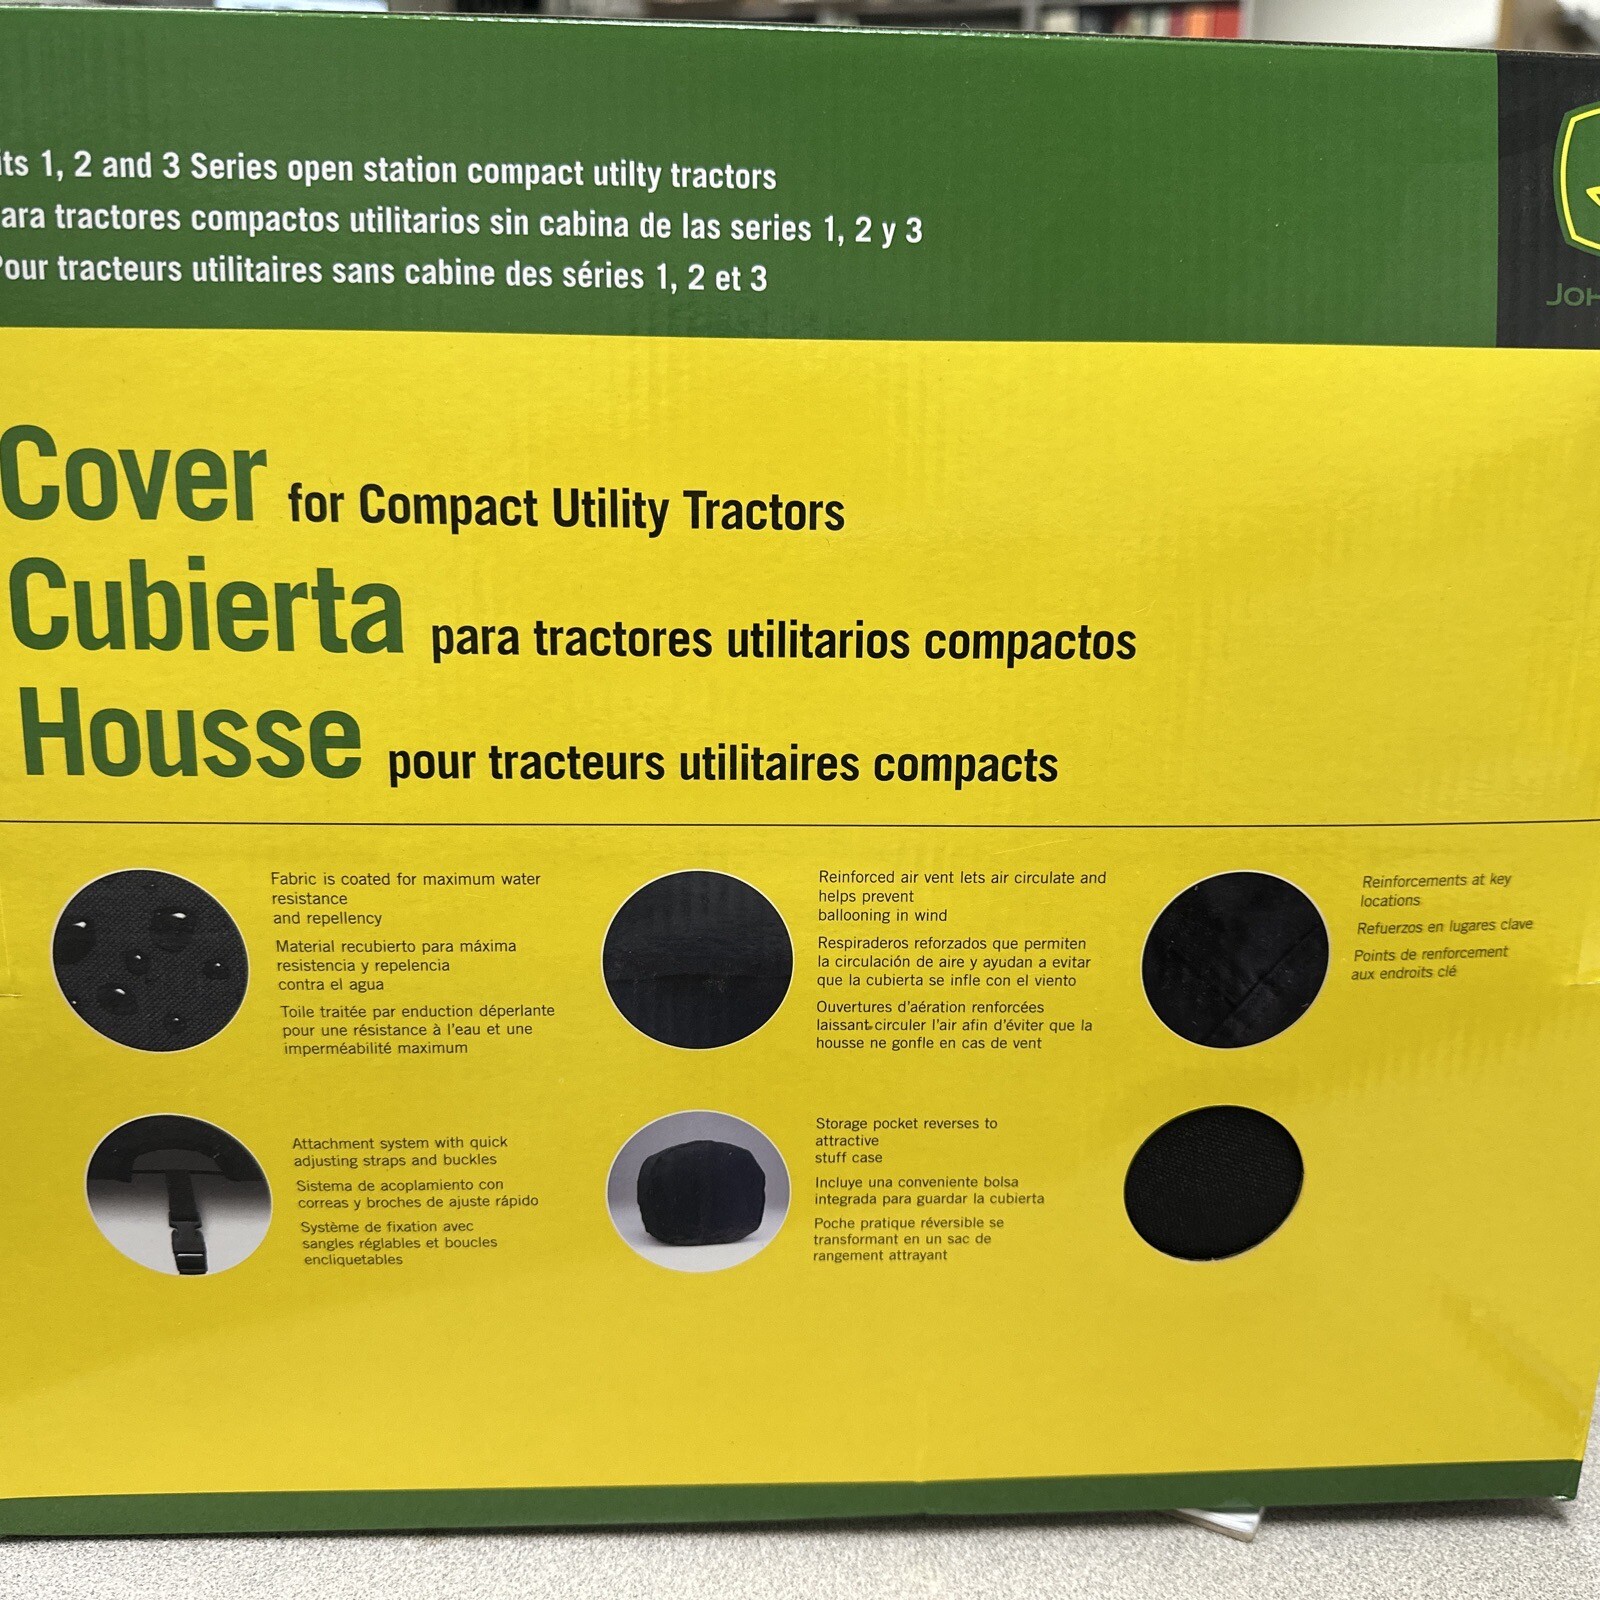 its 1, 2 and 3 Series open station compact utilty tractors
ara tractores compactos utilitarios sin cabina de las series 1, 2 y 3
Pour tracteurs utilitaires sans cabine des séries 1, 2 et 3
JOH
Cover for Compact Utility Tractors
Cubierta para tractores utilitarios compactos
Housse pour tracteurs utilitaires compacts
Fabric is coated for maximum water
resistance
and repellency
Material recubierto para máxima
resistencia y repelencia
contra el agua
Toile traitée par enduction déperlante
pour une résistance à l'eau et une
imperméabilité maximum
Reinforced air vent lets air circulate and
helps prevent
ballooning in wind
Respiraderos reforzados que permiten
la circulación de aire y ayudan a evitar
que la cubierta se infle con el viento
Ouvertures d'aération renforcées
laissant circuler l'air afin d'éviter que la
housse ne gonfle en cas de vent
Reinforcements at key
locations
Refuerzos en lugares clave
Points de renforcement
aux endroits clé
Attachment system with quick
adjusting straps and buckles
Sistema de acoplamiento con
correas y broches de ajuste rápido
Système de fixation avec
sangles réglables et boucles
encliquetables
Storage pocket reverses to
attractive
stuff case
Incluye una conveniente bolsa
integrada para guardar la cubierta
Poche pratique réversible se
transformant en un sac de
rangement attrayant